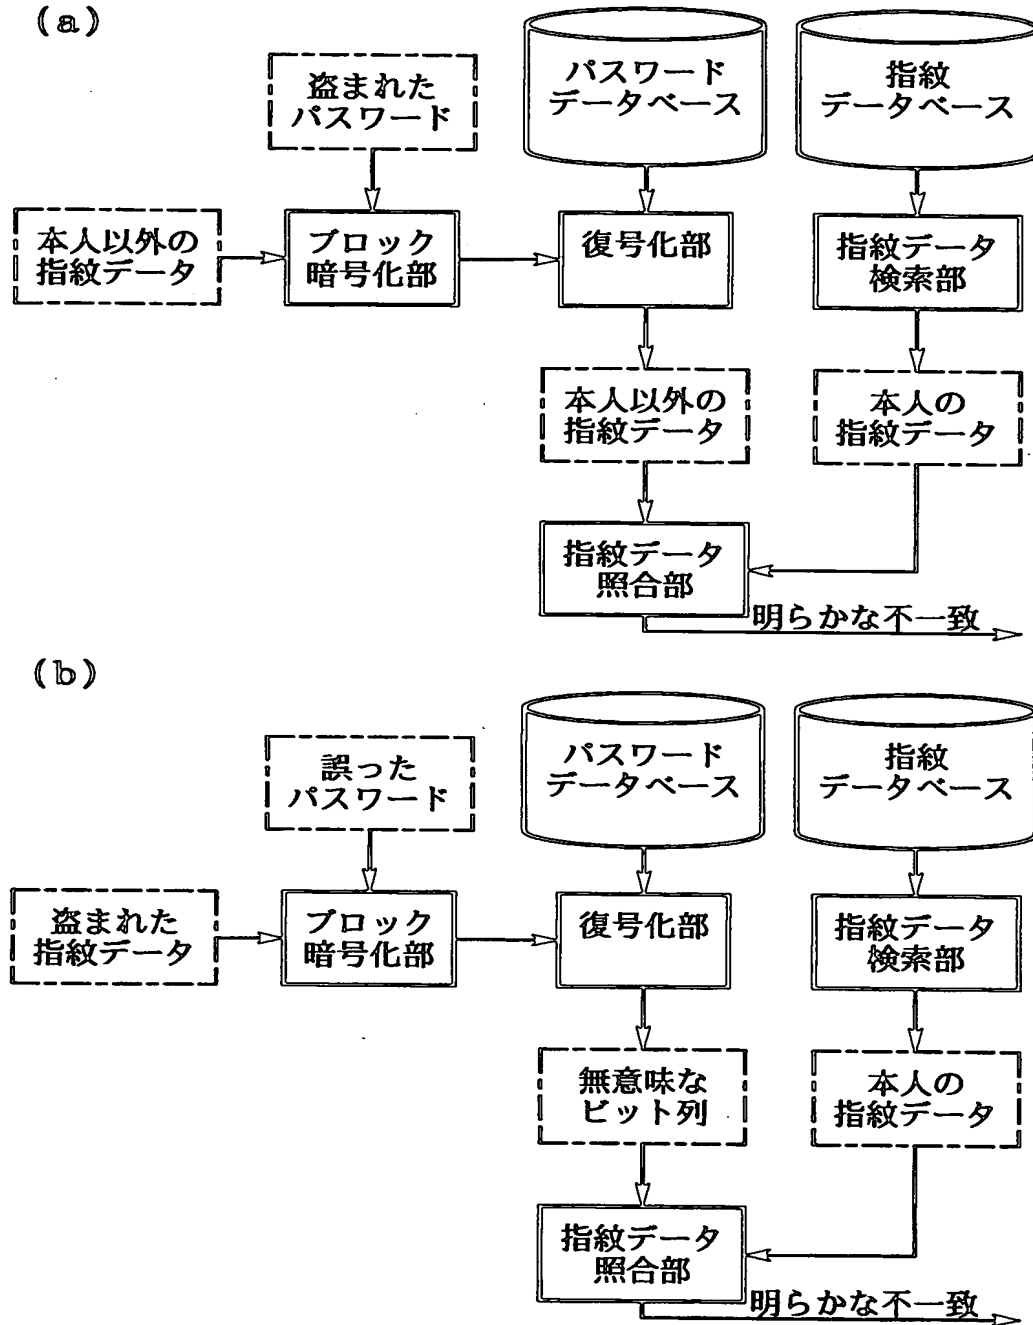 (a)
盗まれた
パスワード
パスワード
データベース
指紋
データベース
本人以外の
指紋データ
ブロック
暗号化部
復号化部
指紋データ
検索部
本人以外の
指紋データ
本人の
指紋データ
指紋データ
照合部
明らかな不一致
(b)
誤った
パスワード
パスワード
データベース
指紋
データベース
盗まれた
指紋データ
ブロック
暗号化部
復号化部
指紋データ
検索部
無意味な
ビット列
本人の
指紋データ
指紋データ
照合部
明らかな不一致